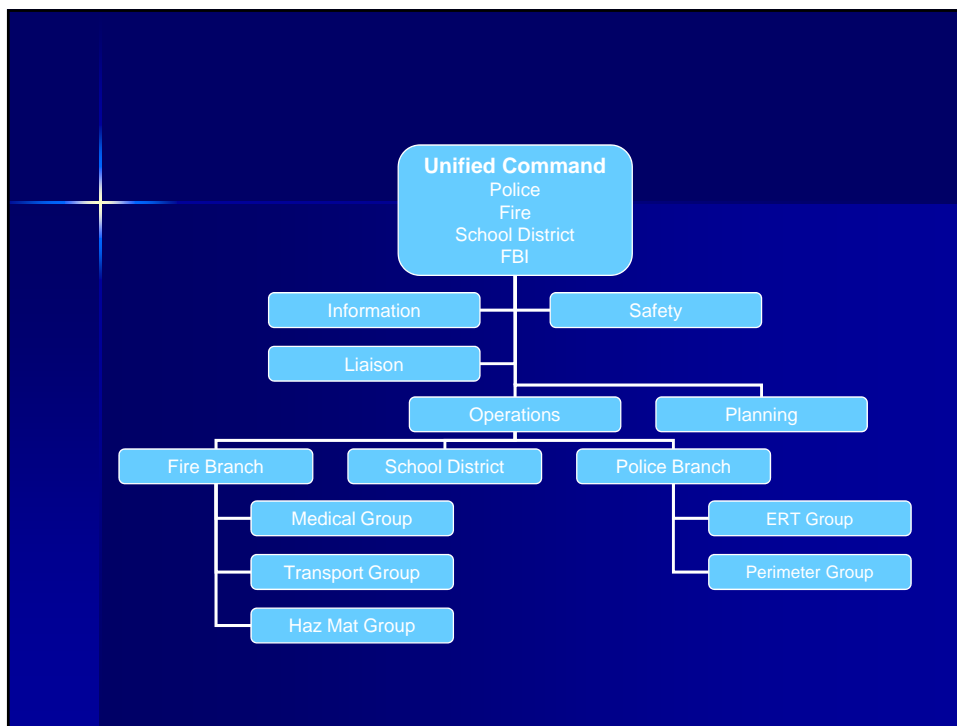 Unified Command
Police
Fire
School District
FBI
Information
Safety
Liaison
Operations
Planning
Fire Branch
School District
Police Branch
Medical Group
ERT Group
Transport Group
Perimeter Group
Haz Mat Group